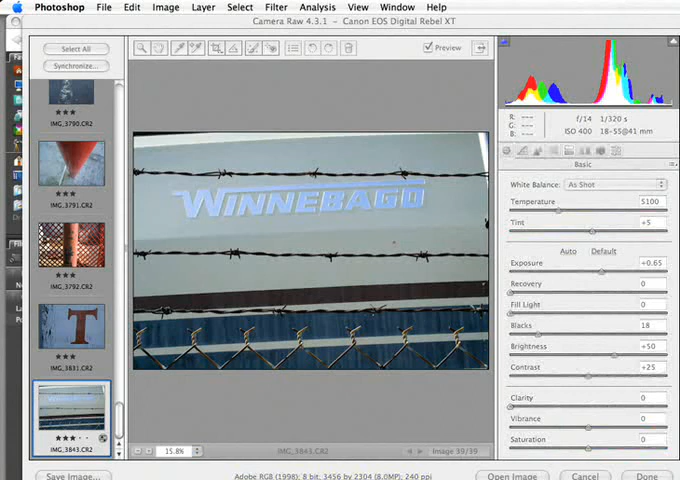 Photoshop File Edit Image Layer Select Filter Analysis View Window Help
Camera Raw 4.3.1 - Canon EOS Digital Rebel XT
Select All
Synchronize...
Preview
IMG_3790.CR2
IMG_3791.CR2
IMG_3792.CR2
T
IMG_3831.CR2
IMG_3843.CR2
WINNEBAGO
R: ---
G: ---
B: ---
f/14 1/320 s
ISO 400 18-55@41 mm
Basic
White Balance: As Shot
Temperature 5100
Tint +5
Auto Default
Exposure +0.65
Recovery 0
Fill Light 0
Blacks 18
Brightness +50
Contrast +25
Clarity 0
Vibrance 0
Saturation 0
15.8% IMG_3843.CR2 Image 39/39
Save Image... Adobe RGB (1998); 8 bit; 3456 by 2304 (8.0MP); 240 ppi Open Image Cancel Done